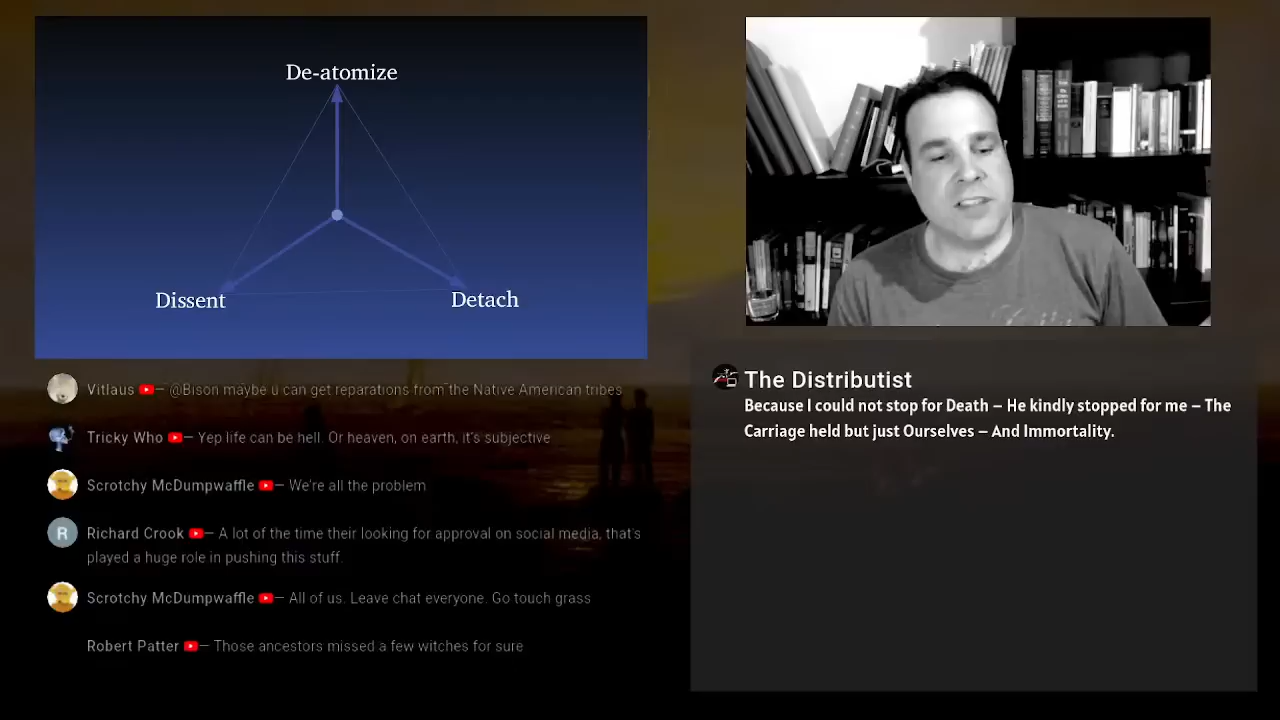 De-atomize
Dissent
Detach
Vitlaus — @Bison maybe u can get reparations from the Native American tribes
Tricky Who — Yep life can be hell. Or heaven, on earth, it's subjective
Scrotchy McDumpwaffle — We're all the problem
R
Richard Crook — A lot of the time their looking for approval on social media, that's
played a huge role in pushing this stuff.
Scrotchy McDumpwaffle — All of us. Leave chat everyone. Go touch grass
Robert Patter — Those ancestors missed a few witches for sure
The Distributist
Because I could not stop for Death – He kindly stopped for me – The
Carriage held but just Ourselves – And Immortality.